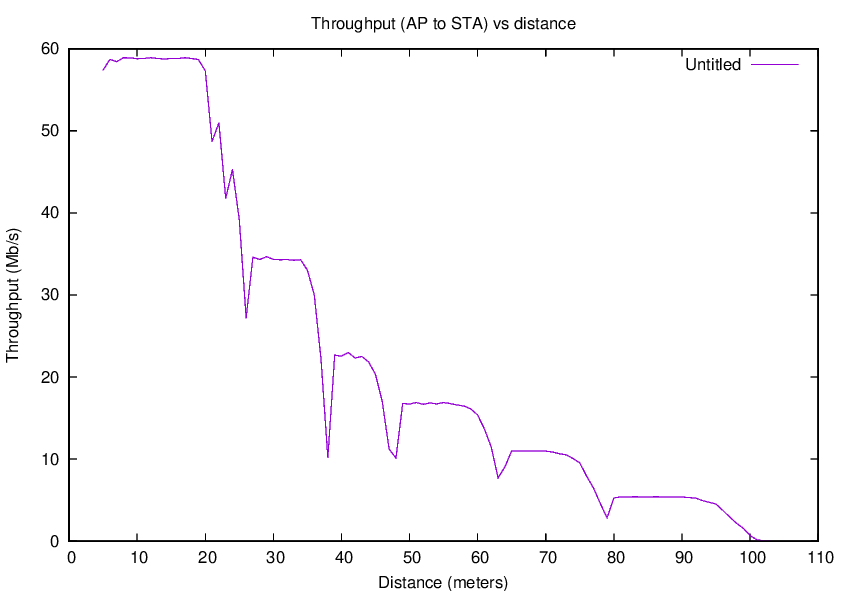 Throughput (AP to STA) vs distance
Untitled
60
50
40
30
20
10
0
Throughput (Mb/s)
0 10 20 30 40 50 60 70 80 90 100 110
Distance (meters)